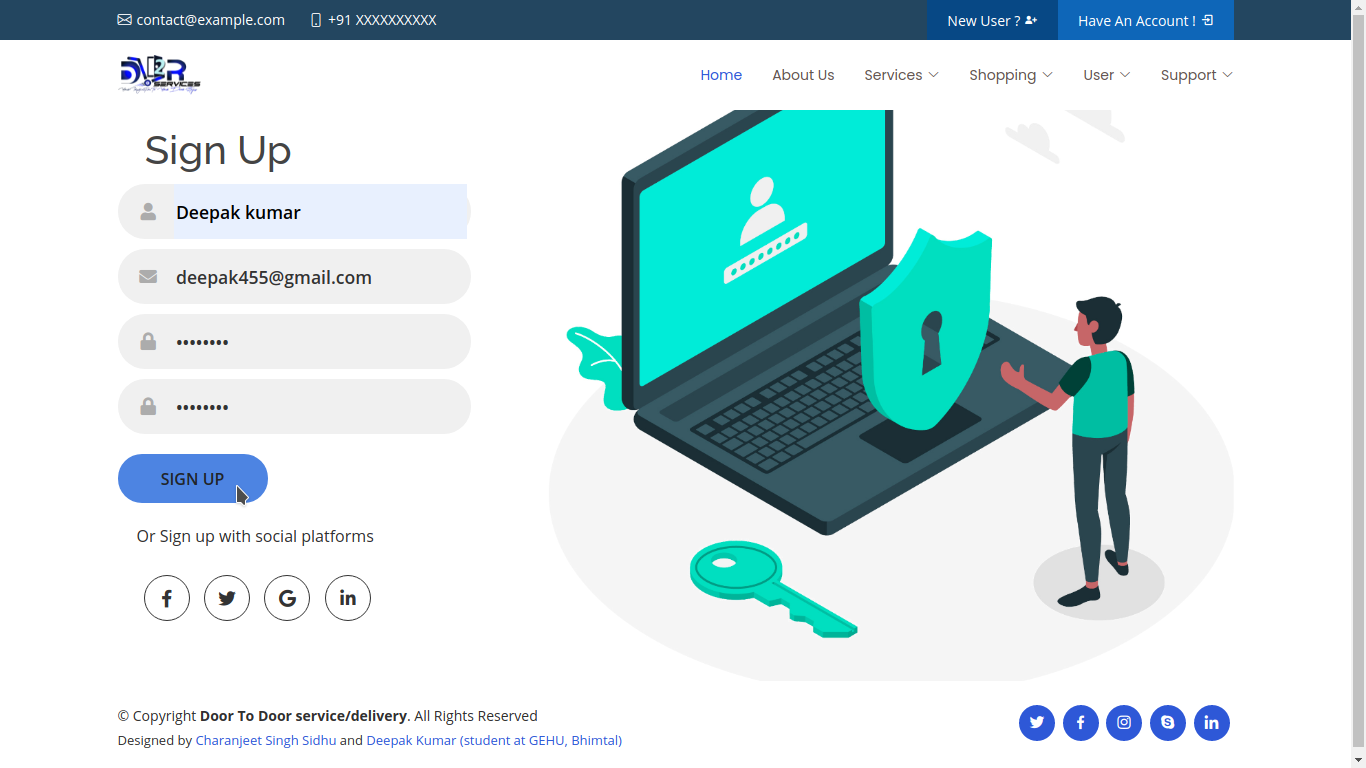 contact@example.com +91 XXXXXXXXXX New User ? Have An Account !
SERVICES
Home About Us Services Shopping User Support
Sign Up
Deepak kumar
deepak455@gmail.com
••••••••
••••••••
SIGN UP
Or Sign up with social platforms
© Copyright Door To Door service/delivery. All Rights Reserved
Designed by Charanjeet Singh Sidhu and Deepak Kumar (student at GEHU, Bhimtal)